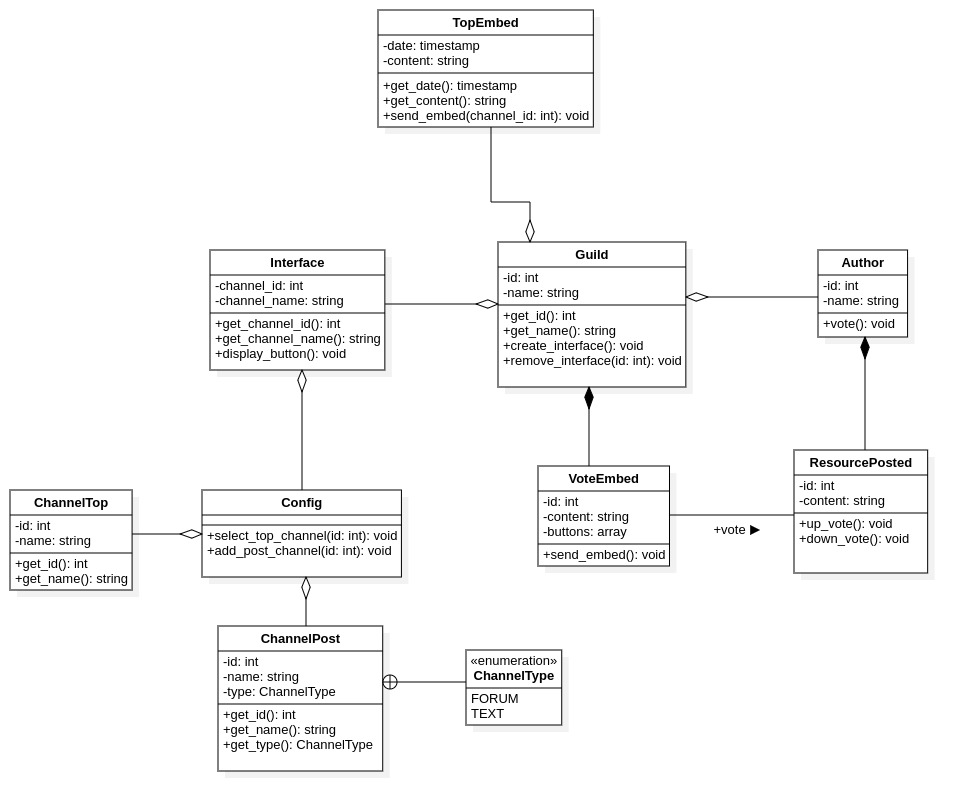 TopEmbed
-date: timestamp
-content: string
+get_date(): timestamp
+get_content(): string
+send_embed(channel_id: int): void
Interface
-channel_id: int
-channel_name: string
+get_channel_id(): int
+get_channel_name(): string
+display_button(): void
Guild
-id: int
-name: string
+get_id(): int
+get_name(): string
+create_interface(): void
+remove_interface(id: int): void
Author
-id: int
-name: string
+vote(): void
ChannelTop
-id: int
-name: string
+get_id(): int
+get_name(): string
Config
+select_top_channel(id: int): void
+add_post_channel(id: int): void
VoteEmbed
-id: int
-content: string
-buttons: array
+send_embed(): void
+vote ▶
ResourcePosted
-id: int
-content: string
+up_vote(): void
+down_vote(): void
ChannelPost
-id: int
-name: string
-type: ChannelType
+get_id(): int
+get_name(): string
+get_type(): ChannelType
«enumeration»
ChannelType
FORUM
TEXT